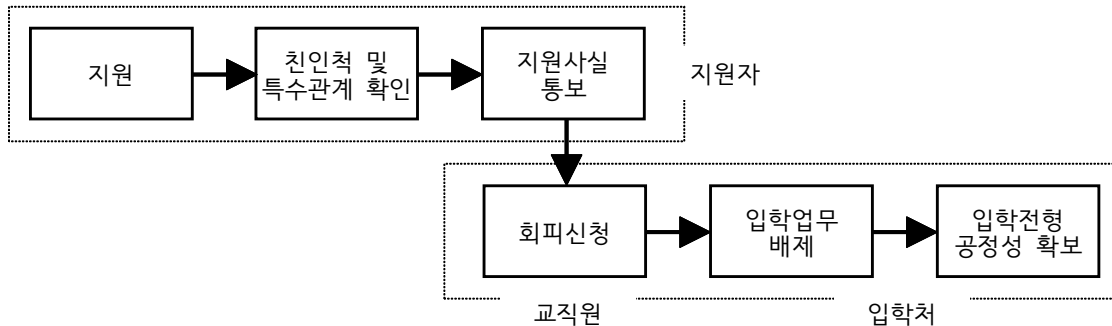 지원
친인척 및
특수관계 확인
지원사실
통보
지원자
회피신청
입학업무
배제
입학전형
공정성 확보
교직원
입학처